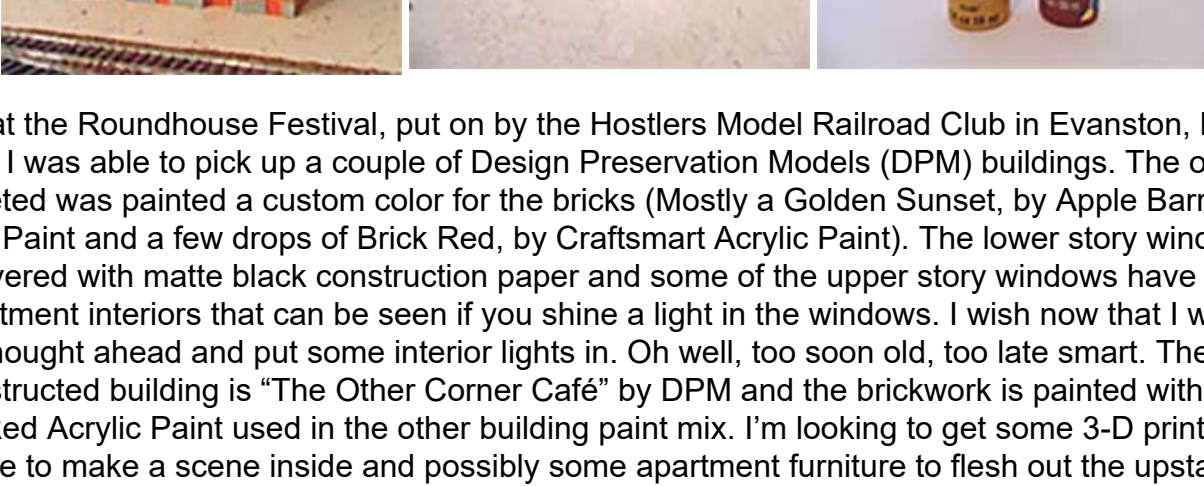 at the Roundhouse Festival, put on by the Hostlers Model Railroad Club in Evanston,
I was able to pick up a couple of Design Preservation Models (DPM) buildings. The
was painted a custom color for the bricks (Mostly a Golden Sunset, by Apple
Paint and a few drops of Brick Red, by Craftsmart Acrylic Paint). The lower story
with matte black construction paper and some of the upper story windows have
interiors that can be seen if you shine a light in the windows. I wish now that I
ahead and put some interior lights in. Oh well, too soon old, too late smart.
building is “The Other Corner Café” by DPM and the brickwork is painted with
Acrylic Paint used in the other building paint mix. I’m looking to get some 3-D
to make a scene inside and possibly some apartment furniture to flesh out the